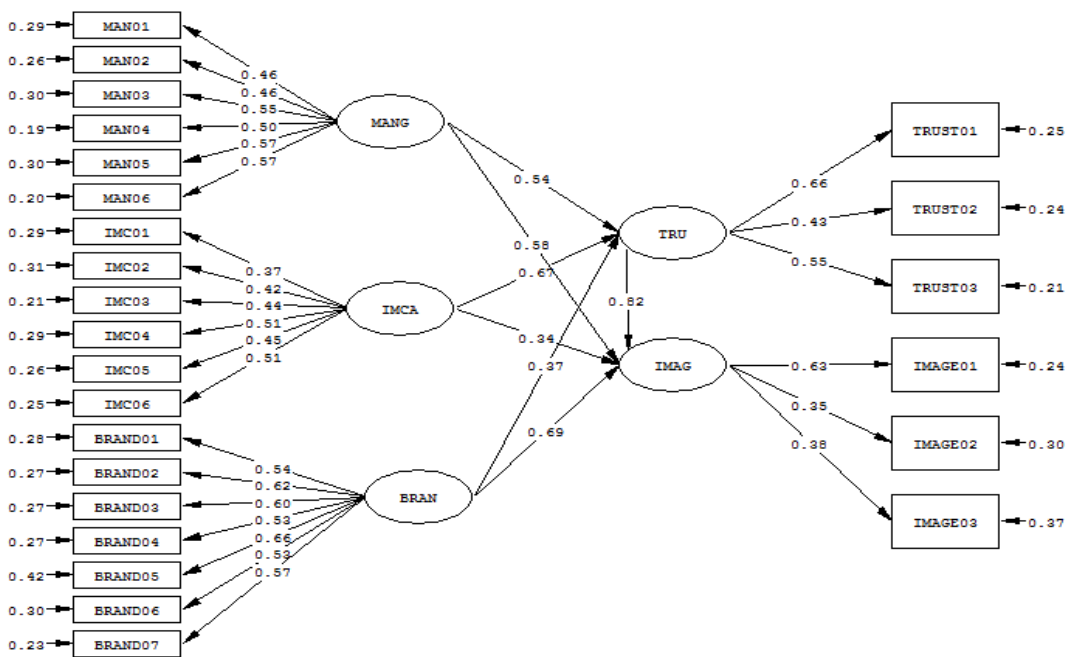 0.29 MAN01
0.26 MAN02
0.30 MAN03
0.19 MAN04
0.30 MAN05
0.20 MAN06
0.29 IMC01
0.31 IMC02
0.21 IMC03
0.29 IMC04
0.26 IMC05
0.25 IMC06
0.28 BRAND01
0.27 BRAND02
0.27 BRAND03
0.27 BRAND04
0.42 BRAND05
0.30 BRAND06
0.23 BRAND07
0.46
0.46
0.55
0.50
0.57
0.57
0.37
0.42
0.44
0.51
0.45
0.51
0.54
0.62
0.60
0.53
0.66
0.53
0.57
MANG
IMCA
BRAN
0.54
0.58
0.67
0.34
0.37
0.69
TRU
0.82
IMAG
0.66
0.43
0.55
0.63
0.35
0.38
TRUST01 0.25
TRUST02 0.24
TRUST03 0.21
IMAGE01 0.24
IMAGE02 0.30
IMAGE03 0.37